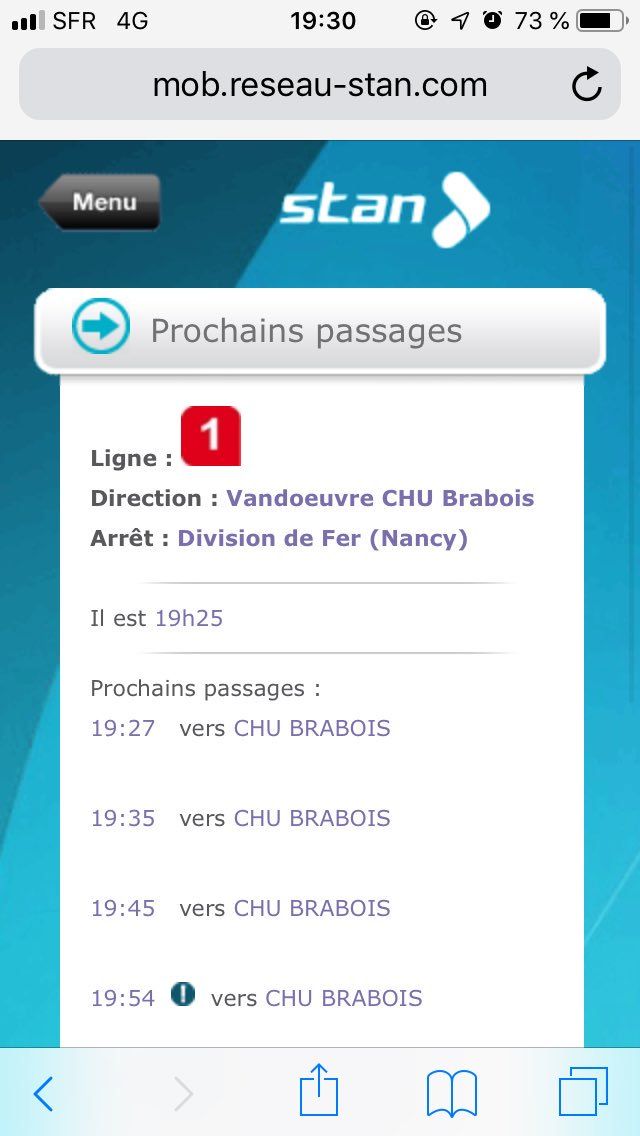 SFR 4G 19:30 73 %
mob.reseau-stan.com
Menu
stan
Prochains passages
Ligne : 1
Direction : Vandoeuvre CHU Brabois
Arrêt : Division de Fer (Nancy)
Il est 19h25
Prochains passages :
19:27 vers CHU BRABOIS
19:35 vers CHU BRABOIS
19:45 vers CHU BRABOIS
19:54 ! vers CHU BRABOIS